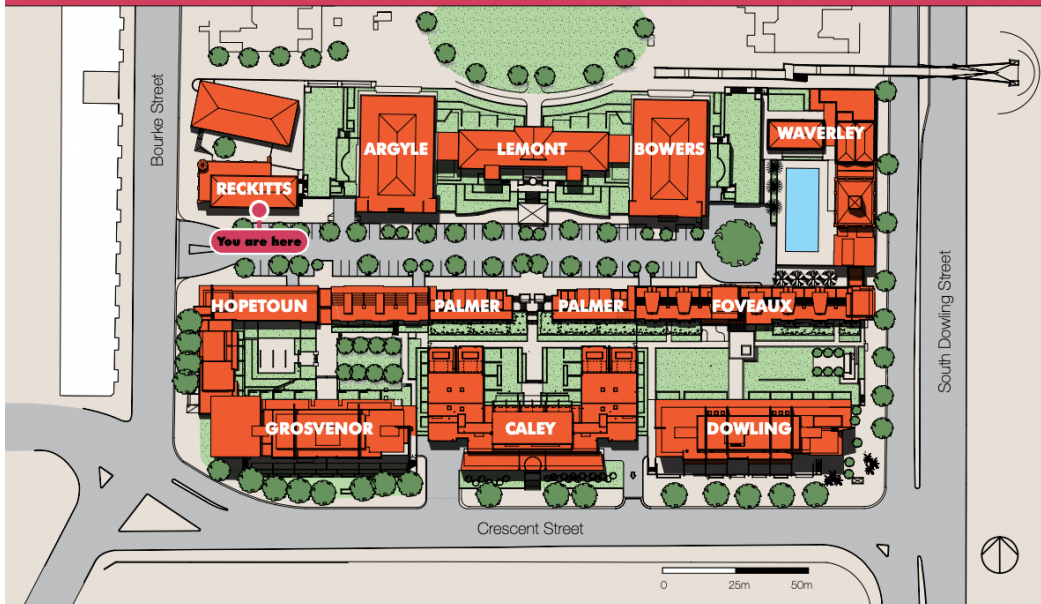 Bourke Street
WAVERLEY
ARGYLE
LEMONT
BOWERS
RECKITTS
You are here
HOPETOUN
PALMER
PALMER
FOVEAUX
South Dowling Street
GROSVENOR
CALEY
DOWLING
Crescent Street
0
25m
50m